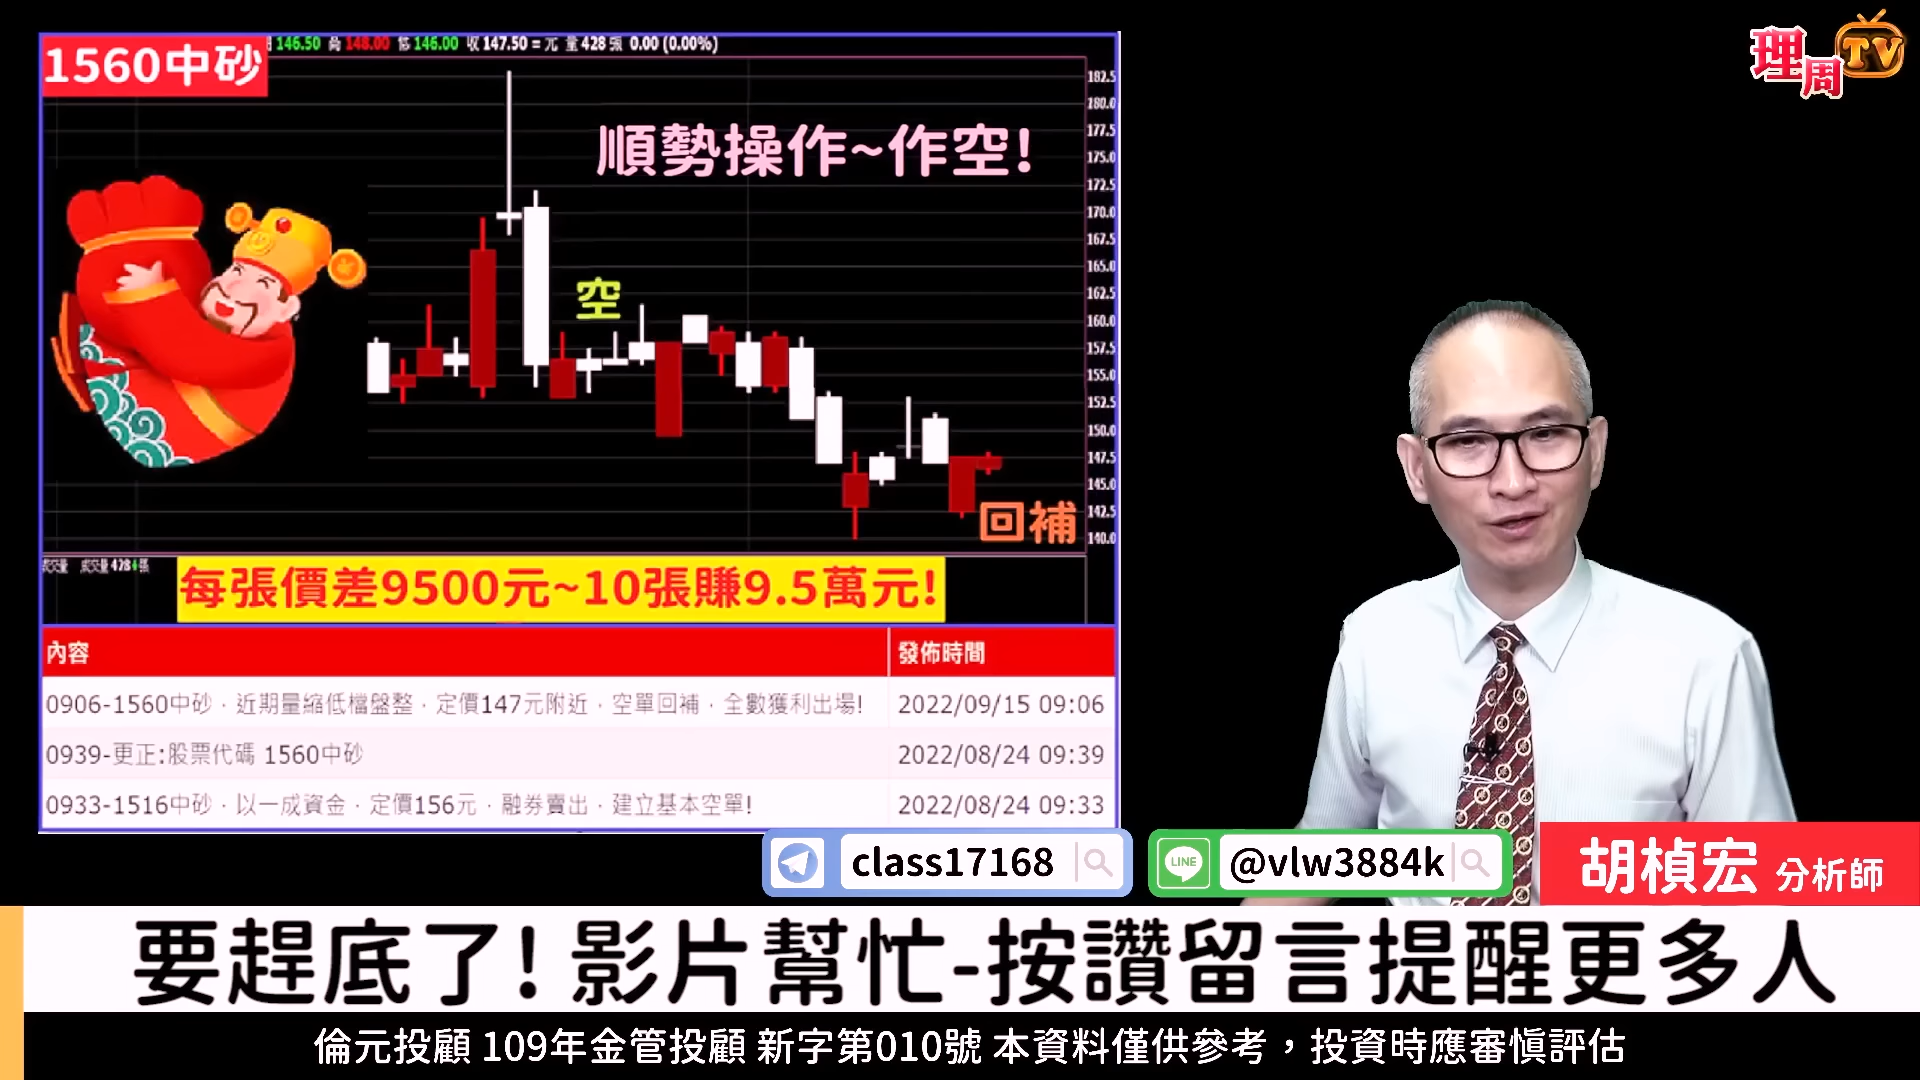 146.50 高 148.00 低 146.00 收 147.50 = 元 量 428 張 0.00 (0.00%)
1560中砂
理周TV
順勢操作~作空!
182.5
180.0
177.5
175.0
172.5
170.0
167.5
165.0
162.5
160.0
157.5
155.0
152.5
150.0
147.5
145.0
142.5
140.0
空
回補
成交量 428 張
每張價差9500元~10張賺9.5萬元!
內容 發佈時間
0906-1560中砂．近期量縮低檔盤整．定價147元附近．空單回補．全數獲利出場! 2022/09/15 09:06
0939-更正:股票代碼 1560中砂 2022/08/24 09:39
0933-1516中砂．以一成資金．定價156元．融券賣出．建立基本空單! 2022/08/24 09:33
class17168
LINE @vlw3884k
胡楨宏 分析師
要趕底了! 影片幫忙-按讚留言提醒更多人
倫元投顧 109年金管投顧 新字第010號 本資料僅供參考，投資時應審慎評估